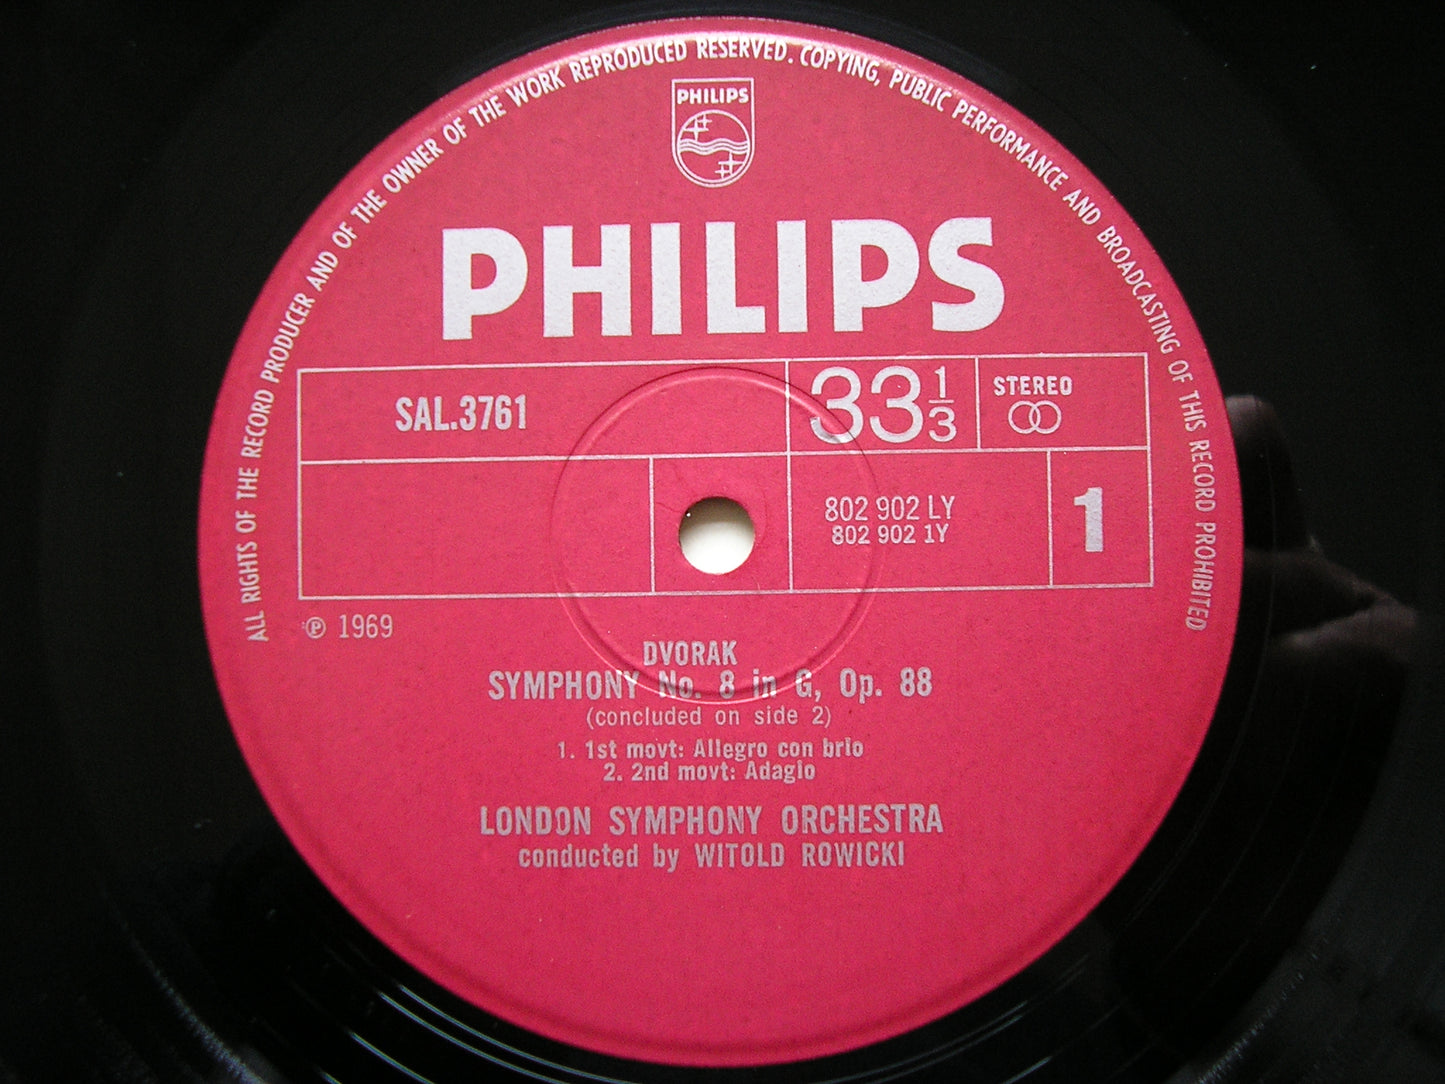 ALL RIGHTS OF THE RECORD PRODUCER AND OF THE OWNER OF THE WORK REPRODUCED RESERVED. COPYING, PUBLIC PERFORMANCE AND BROADCASTING OF THIS RECORD PROHIBITED
PHILIPS
PHILIPS
SAL.3761
33 1/3
STEREO
802 902 LY
802 902 1Y
1
℗ 1969
DVORAK
SYMPHONY No. 8 in G, Op. 88
(concluded on side 2)
1. 1st movt: Allegro con brio
2. 2nd movt: Adagio
LONDON SYMPHONY ORCHESTRA
conducted by WITOLD ROWICKI